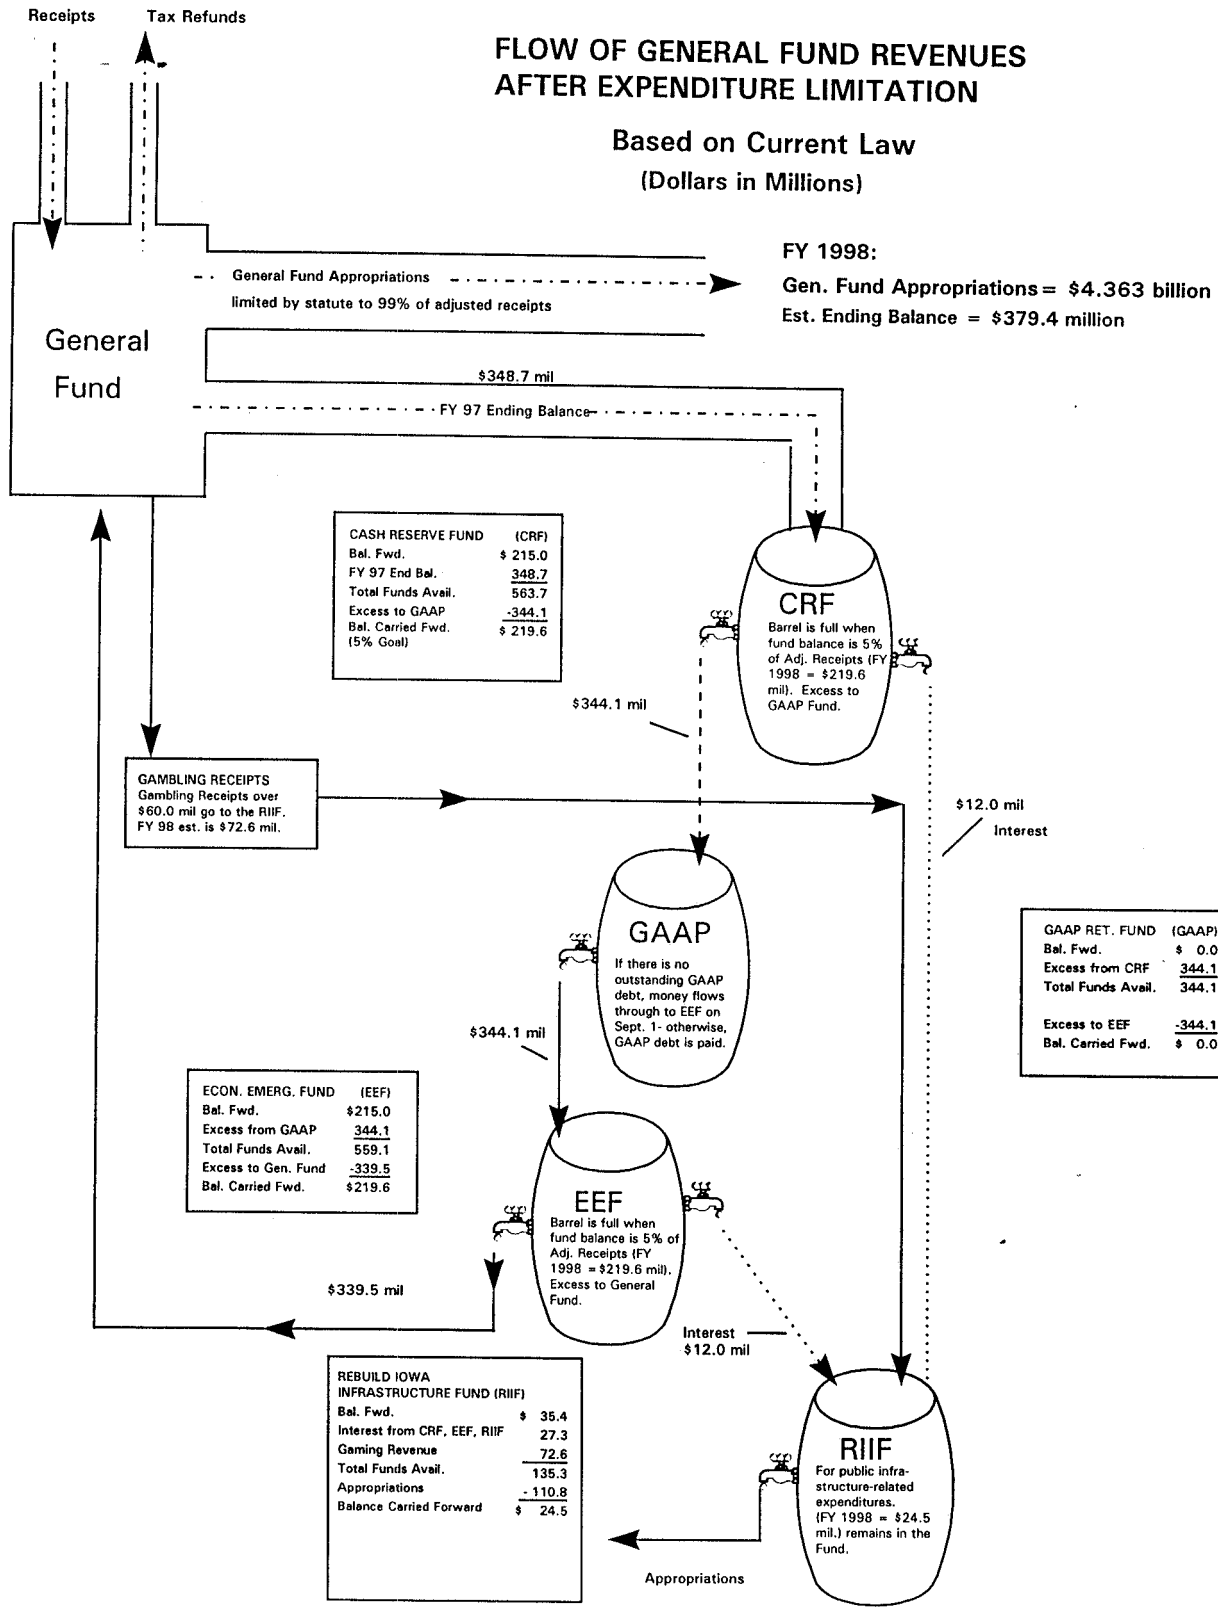 Receipts
Tax Refunds
FLOW OF GENERAL FUND REVENUES
AFTER EXPENDITURE LIMITATION
Based on Current Law
(Dollars in Millions)
General Fund Appropriations
limited by statute to 99% of adjusted receipts
FY 1998:
Gen. Fund Appropriations = $4.363 billion
Est. Ending Balance = $379.4 million
General
Fund
$348.7 mil
FY 97 Ending Balance
CASH RESERVE FUND (CRF)
Bal. Fwd. $ 215.0
FY 97 End Bal. 348.7
Total Funds Avail. 563.7
Excess to GAAP -344.1
Bal. Carried Fwd. $ 219.6
(5% Goal)
CRF
Barrel is full when
fund balance is 5%
of Adj. Receipts (FY
1998 = $219.6
mil). Excess to
GAAP Fund.
$344.1 mil
GAMBLING RECEIPTS
Gambling Receipts over
$60.0 mil go to the RIIF.
FY 98 est. is $72.6 mil.
$12.0 mil
Interest
GAAP
If there is no
outstanding GAAP
debt, money flows
through to EEF on
Sept. 1- otherwise,
GAAP debt is paid.
GAAP RET. FUND (GAAP)
Bal. Fwd. $ 0.0
Excess from CRF 344.1
Total Funds Avail. 344.1
Excess to EEF -344.1
Bal. Carried Fwd. $ 0.0
$344.1 mil
ECON. EMERG. FUND (EEF)
Bal. Fwd. $215.0
Excess from GAAP 344.1
Total Funds Avail. 559.1
Excess to Gen. Fund -339.5
Bal. Carried Fwd. $219.6
EEF
Barrel is full when
fund balance is 5% of
Adj. Receipts (FY
1998 = $219.6 mil).
Excess to General
Fund.
$339.5 mil
Interest
$12.0 mil
REBUILD IOWA
INFRASTRUCTURE FUND (RIIF)
Bal. Fwd. $ 35.4
Interest from CRF, EEF, RIIF 27.3
Gaming Revenue 72.6
Total Funds Avail. 135.3
Appropriations - 110.8
Balance Carried Forward $ 24.5
RIIF
For public infra-
structure-related
expenditures.
(FY 1998 = $24.5
mil.) remains in the
Fund.
Appropriations